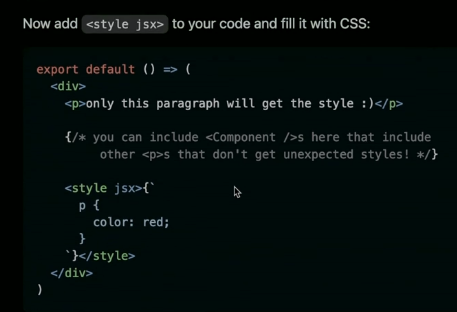 Now add <style jsx> to your code and fill it with CSS:
export default () => (
  <div>
    <p>only this paragraph will get the style :)</p>
    {/* you can include <Component />s here that include
         other <p>s that don't get unexpected styles! */}
    <style jsx>{`
      p {
        color: red;
      }
    `}</style>
  </div>
)